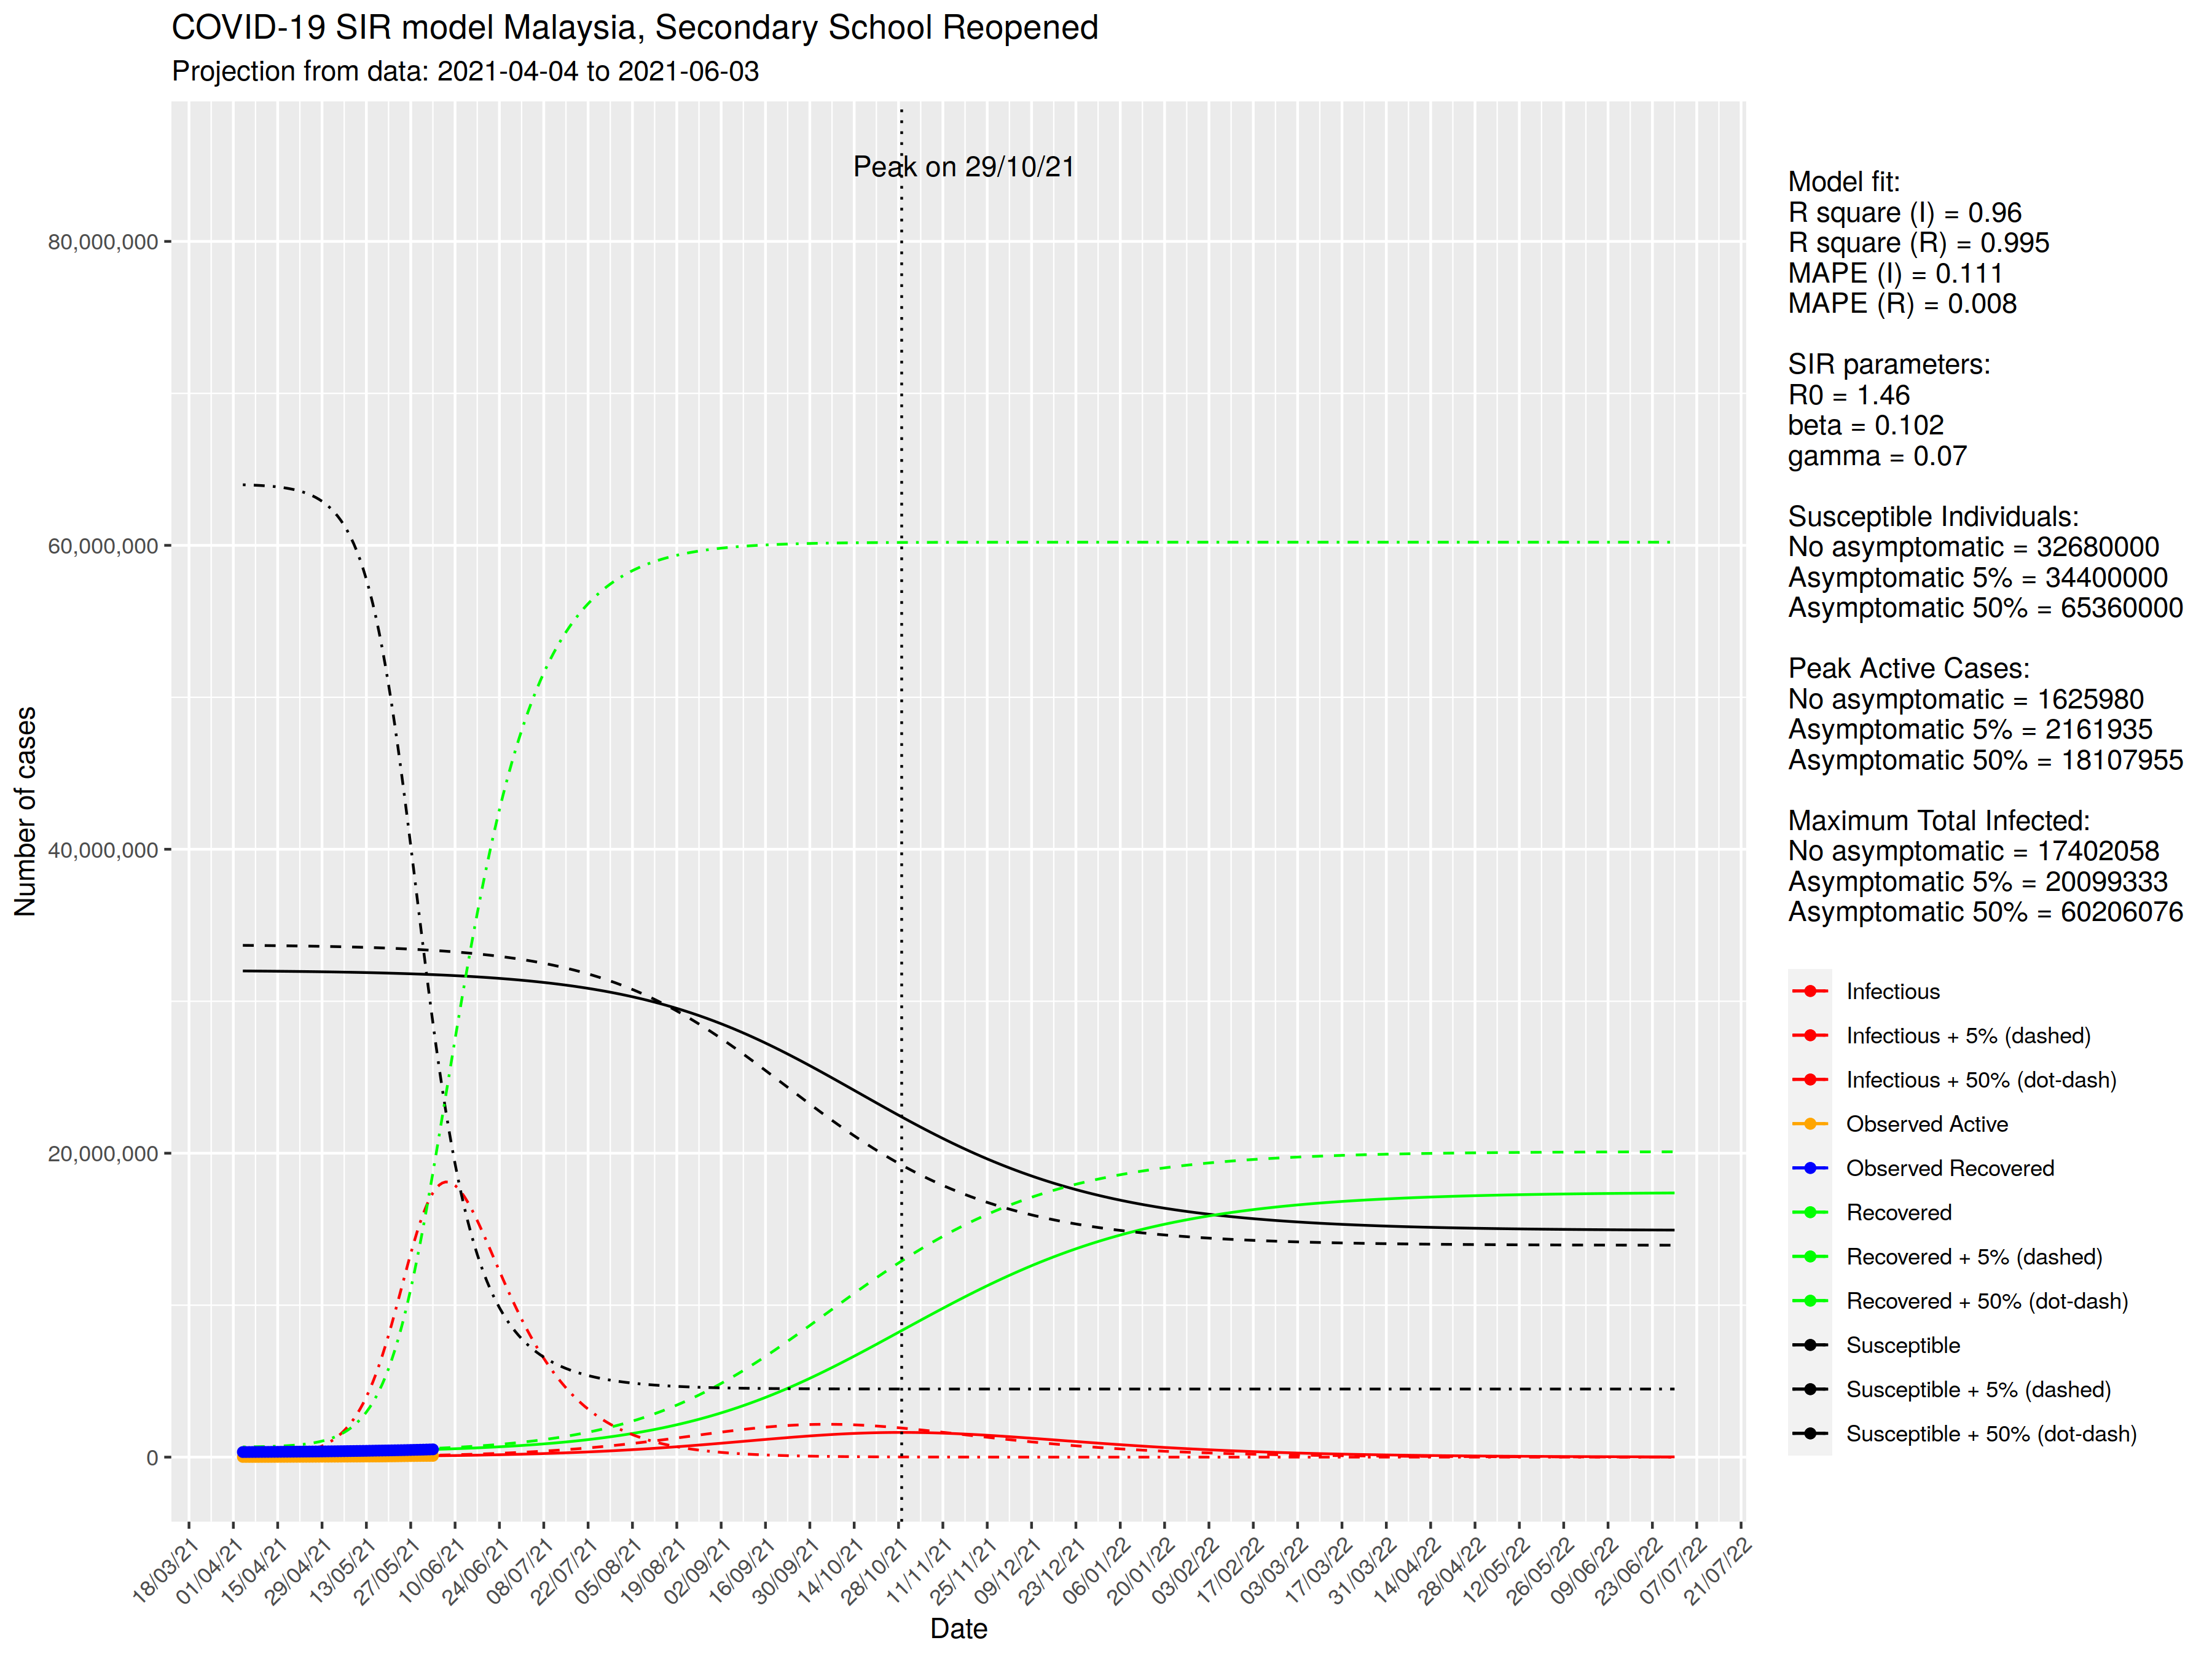 COVID-19 SIR model Malaysia, Secondary School Reopened
Projection from data: 2021-04-04 to 2021-06-03
Peak on 29/10/21
Number of cases
80,000,000
60,000,000
40,000,000
20,000,000
0
18/03/21
01/04/21
15/04/21
29/04/21
13/05/21
27/05/21
10/06/21
24/06/21
08/07/21
22/07/21
05/08/21
19/08/21
02/09/21
16/09/21
30/09/21
14/10/21
28/10/21
11/11/21
25/11/21
09/12/21
23/12/21
06/01/22
20/01/22
03/02/22
17/02/22
03/03/22
17/03/22
31/03/22
14/04/22
28/04/22
12/05/22
26/05/22
09/06/22
23/06/22
07/07/22
21/07/22
Date
Model fit:
R square (I) = 0.96
R square (R) = 0.995
MAPE (I) = 0.111
MAPE (R) = 0.008
SIR parameters:
R0 = 1.46
beta = 0.102
gamma = 0.07
Susceptible Individuals:
No asymptomatic = 32680000
Asymptomatic 5% = 34400000
Asymptomatic 50% = 65360000
Peak Active Cases:
No asymptomatic = 1625980
Asymptomatic 5% = 2161935
Asymptomatic 50% = 18107955
Maximum Total Infected:
No asymptomatic = 17402058
Asymptomatic 5% = 20099333
Asymptomatic 50% = 60206076
Infectious
Infectious + 5% (dashed)
Infectious + 50% (dot-dash)
Observed Active
Observed Recovered
Recovered
Recovered + 5% (dashed)
Recovered + 50% (dot-dash)
Susceptible
Susceptible + 5% (dashed)
Susceptible + 50% (dot-dash)